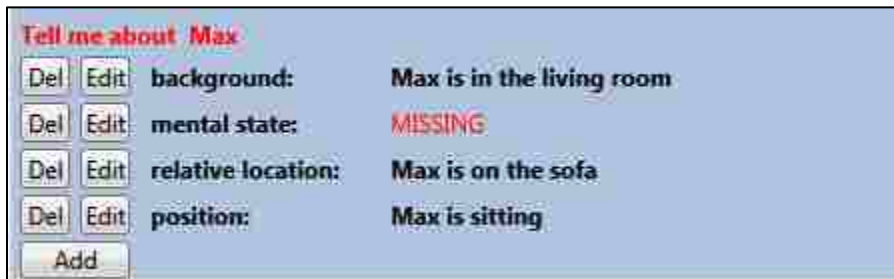 Tell me about Max
Del Edit background: Max is in the living room
Del Edit mental state: MISSING
Del Edit relative location: Max is on the sofa
Del Edit position: Max is sitting
Add